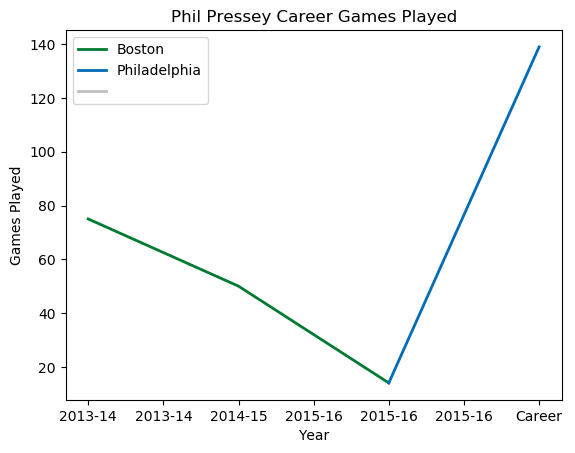 Phil Pressey Career Games Played
Boston
Philadelphia
140
120
100
80
60
40
20
Games Played
2013-14 2013-14 2014-15 2015-16 2015-16 2015-16 Career
Year